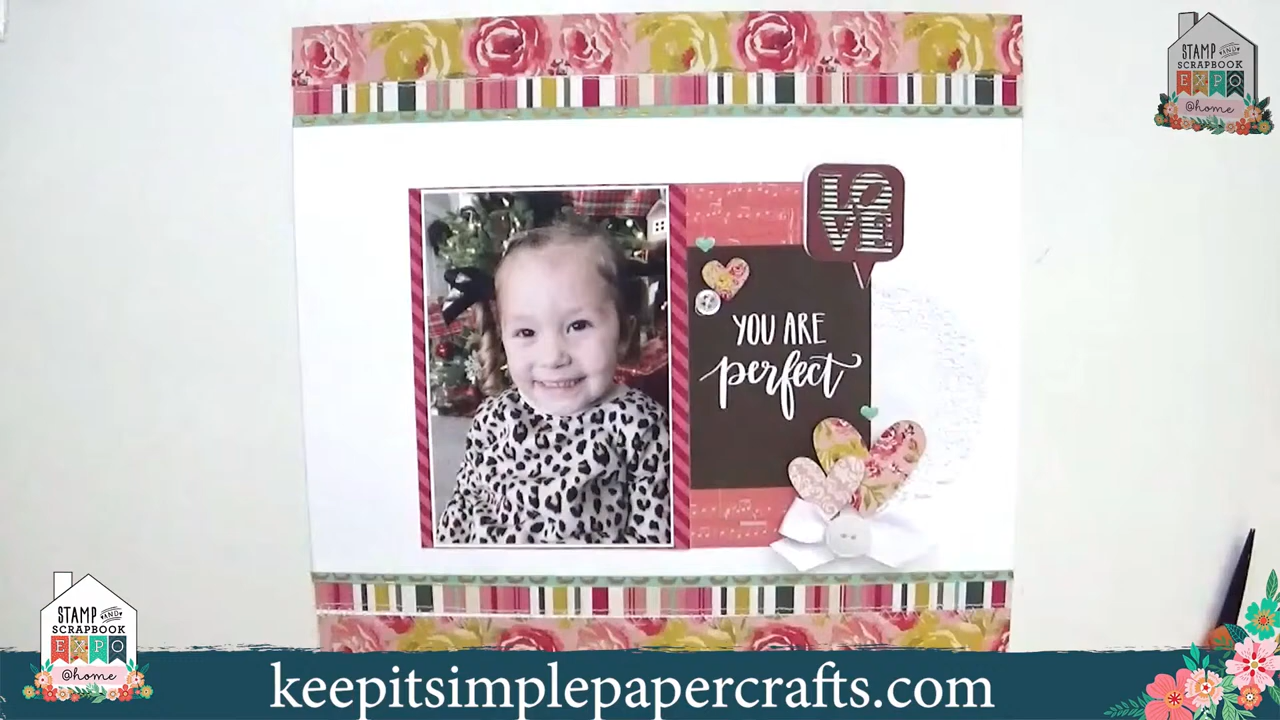 STAMP AND
SCRAPBOOK
EXPO
@home
LOVE
YOU ARE
perfect
STAMP AND
SCRAPBOOK
EXPO
@home
keepitsimplepapercrafts.com